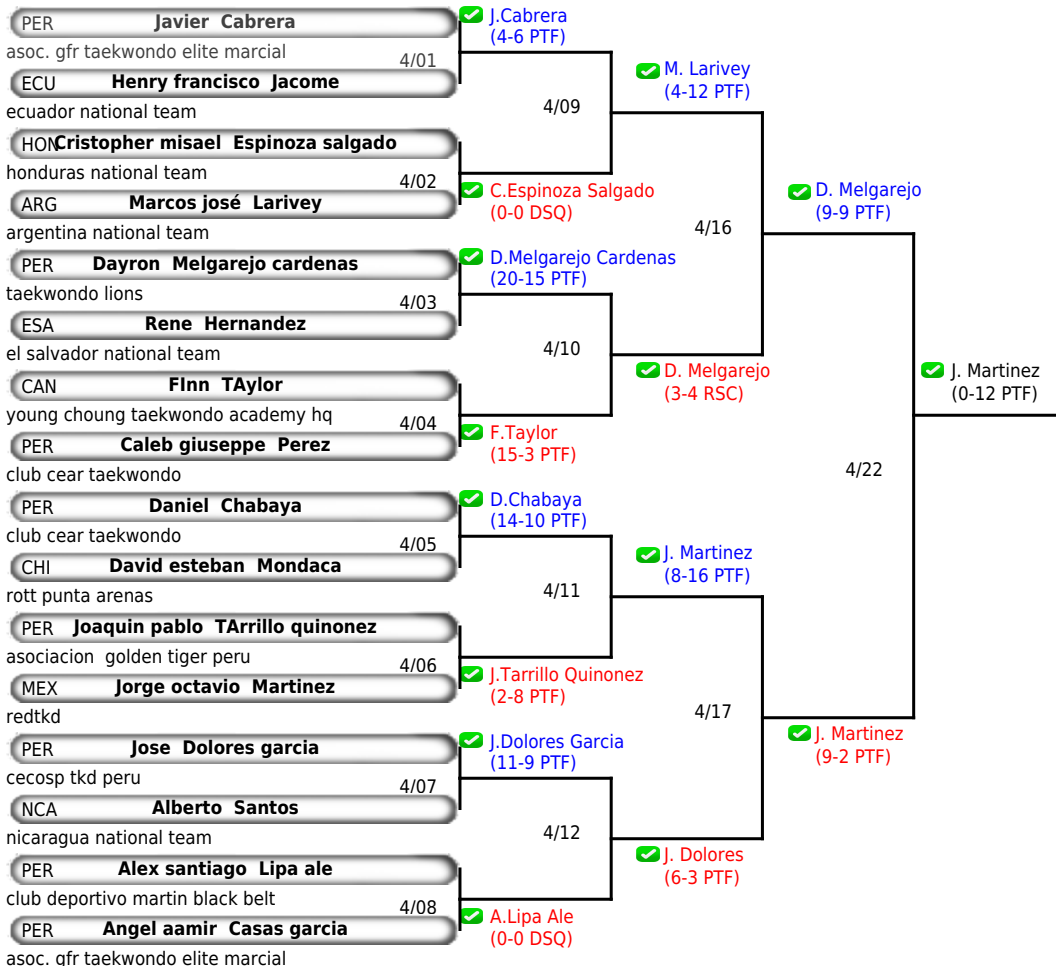 PER Javier Cabrera
asoc. gfr taekwondo elite marcial
4/01
ECU Henry francisco Jacome
ecuador national team
HON Cristopher misael Espinoza salgado
honduras national team
4/02
ARG Marcos josé Larivey
argentina national team
PER Dayron Melgarejo cardenas
taekwondo lions
4/03
ESA Rene Hernandez
el salvador national team
CAN FInn TAylor
young choung taekwondo academy hq
4/04
PER Caleb giuseppe Perez
club cear taekwondo
PER Daniel Chabaya
club cear taekwondo
4/05
CHI David esteban Mondaca
rott punta arenas
PER Joaquin pablo TArrillo quinonez
asociacion golden tiger peru
4/06
MEX Jorge octavio Martinez
redtkd
PER Jose Dolores garcia
cecosp tkd peru
4/07
NCA Alberto Santos
nicaragua national team
PER Alex santiago Lipa ale
club deportivo martin black belt
4/08
PER Angel aamir Casas garcia
asoc. gfr taekwondo elite marcial
J.Cabrera
(4-6 PTF)
4/09
C.Espinoza Salgado
(0-0 DSQ)
D.Melgarejo Cardenas
(20-15 PTF)
4/10
F.Taylor
(15-3 PTF)
D.Chabaya
(14-10 PTF)
4/11
J.Tarrillo Quinonez
(2-8 PTF)
J.Dolores Garcia
(11-9 PTF)
4/12
A.Lipa Ale
(0-0 DSQ)
M. Larivey
(4-12 PTF)
4/16
D. Melgarejo
(3-4 RSC)
J. Martinez
(8-16 PTF)
4/17
J. Dolores
(6-3 PTF)
D. Melgarejo
(9-9 PTF)
4/22
J. Martinez
(9-2 PTF)
J. Martinez
(0-12 PTF)